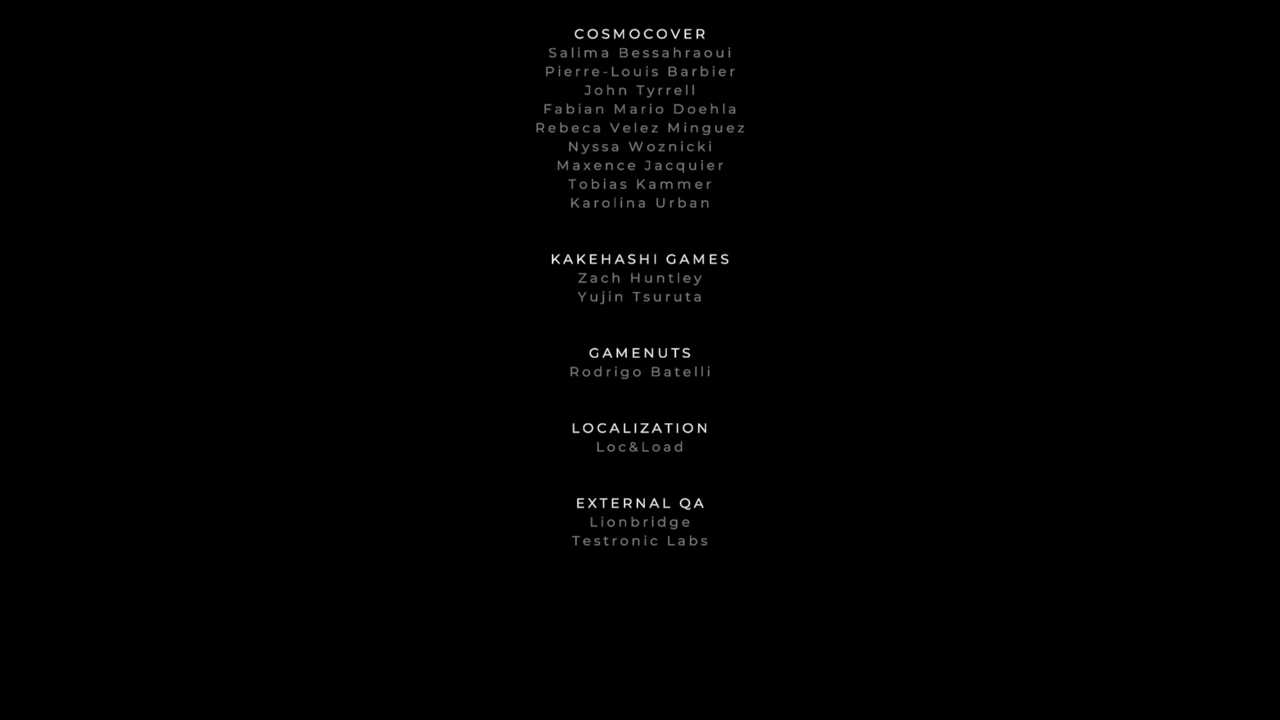 COSMOCOVER
Salima Bessahraoui
Pierre-Louis Barbier
John Tyrrell
Fabian Mario Doehla
Rebeca Velez Minguez
Nyssa Woznicki
Maxence Jacquier
Tobias Kammer
Karolina Urban
KAKEHASHI GAMES
Zach Huntley
Yujin Tsuruta
GAMENUTS
Rodrigo Batelli
LOCALIZATION
Loc&Load
EXTERNAL QA
Lionbridge
Testronic Labs